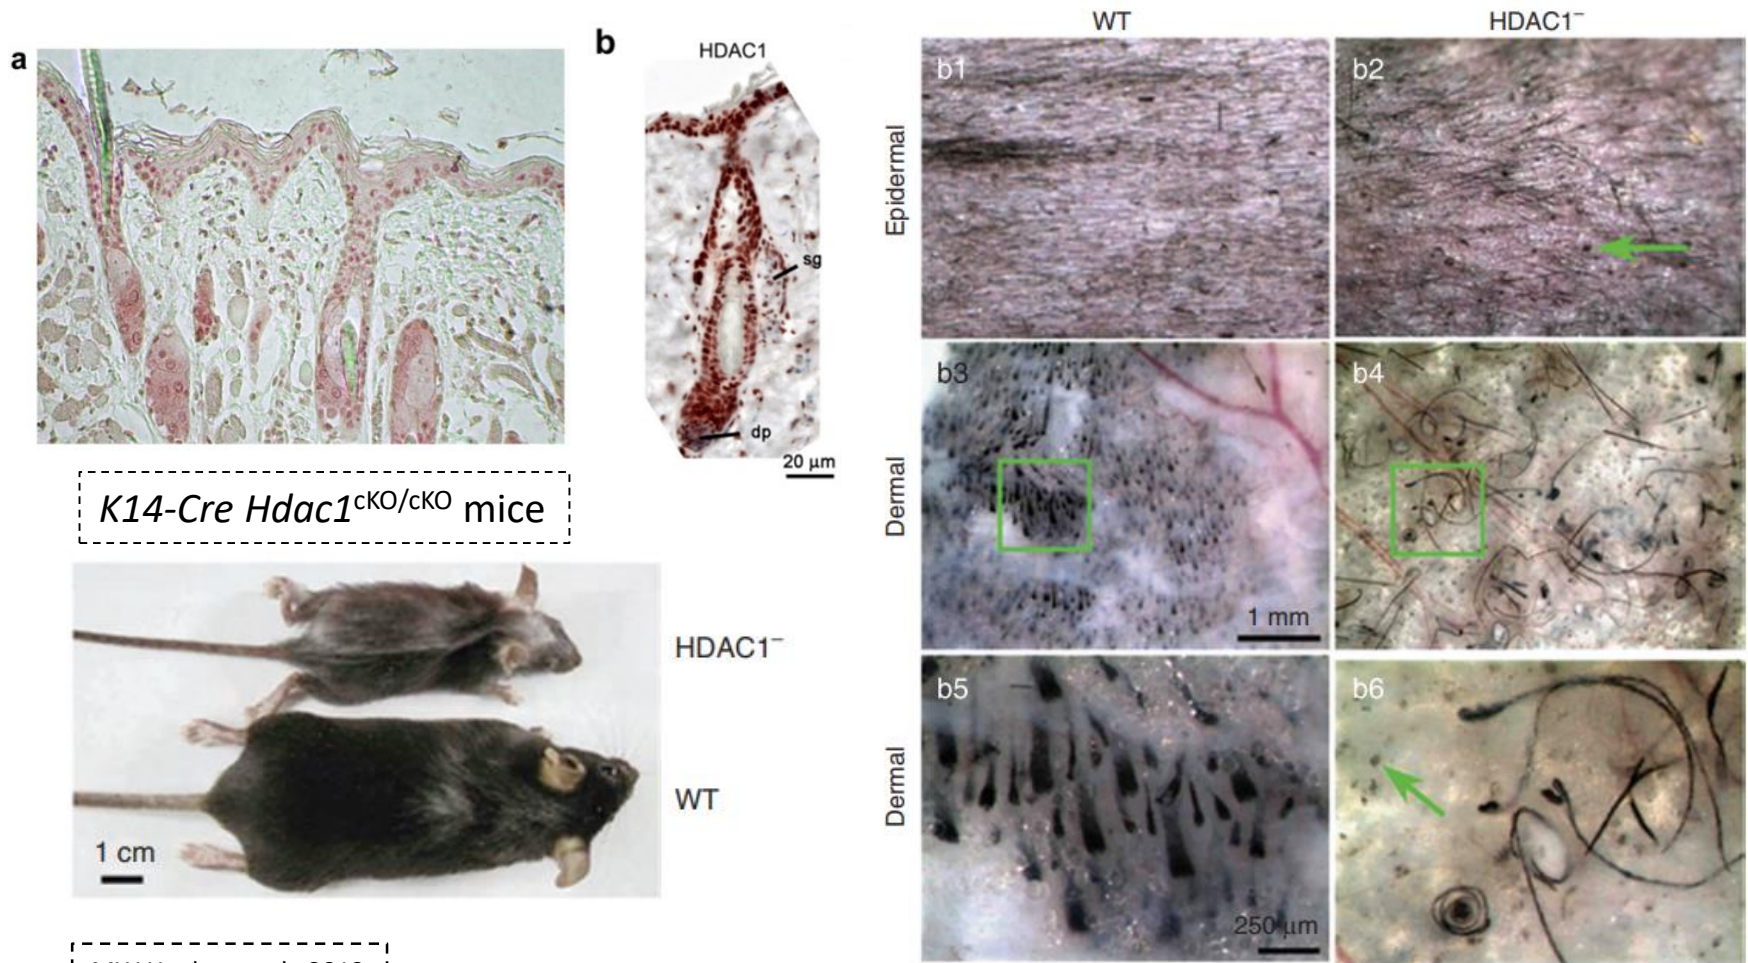 a
b
HDAC1
sg
dp
20 μm
K14-Cre Hdac1cKO/cKO mice
HDAC1−
WT
1 cm
WT
HDAC1−
Epidermal
b1
b2
Dermal
b3
b4
1 mm
Dermal
b5
b6
250 μm